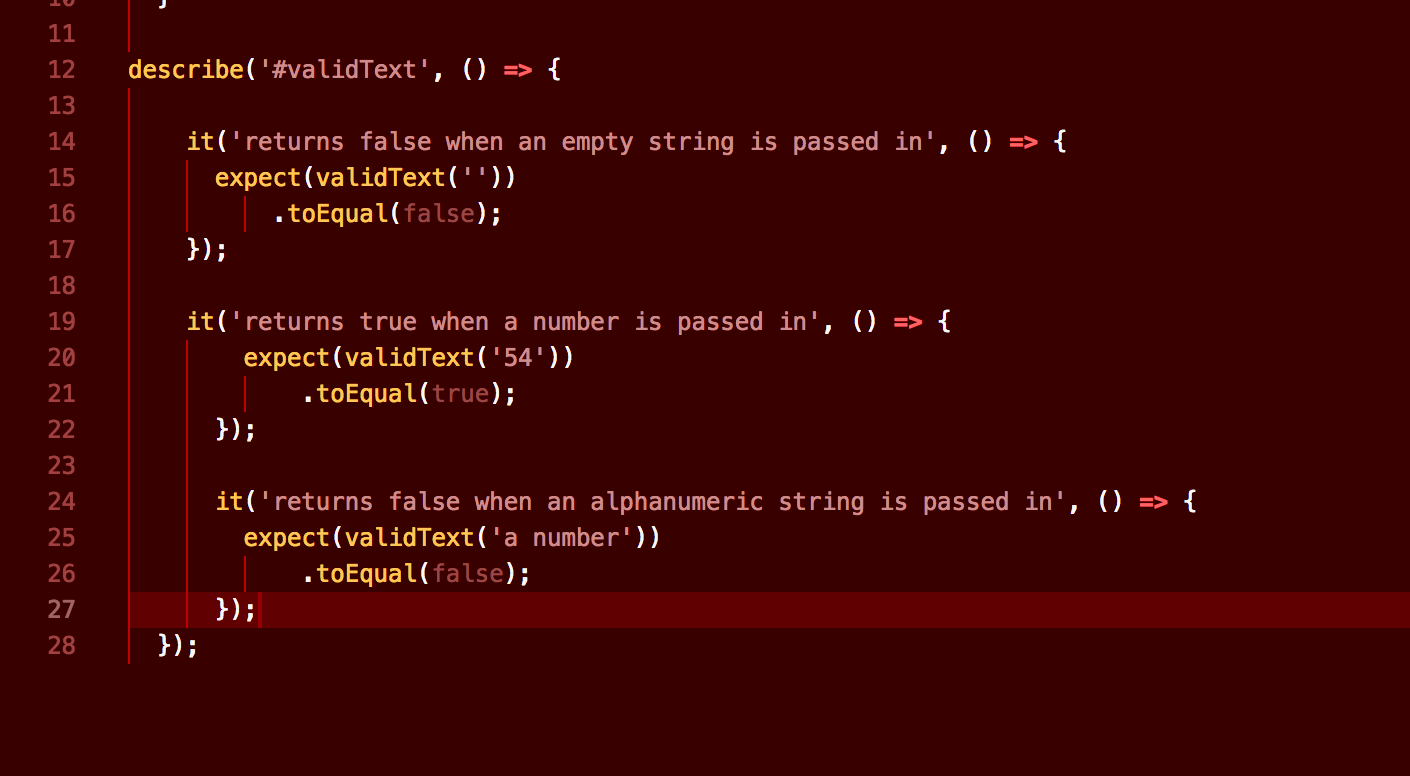 10 }
11
12 describe('#validText', () => {
13
14 it('returns false when an empty string is passed in', () => {
15 expect(validText(''))
16 .toEqual(false);
17 });
18
19 it('returns true when a number is passed in', () => {
20 expect(validText('54'))
21 .toEqual(true);
22 });
23
24 it('returns false when an alphanumeric string is passed in', () => {
25 expect(validText('a number'))
26 .toEqual(false);
27 });
28 });